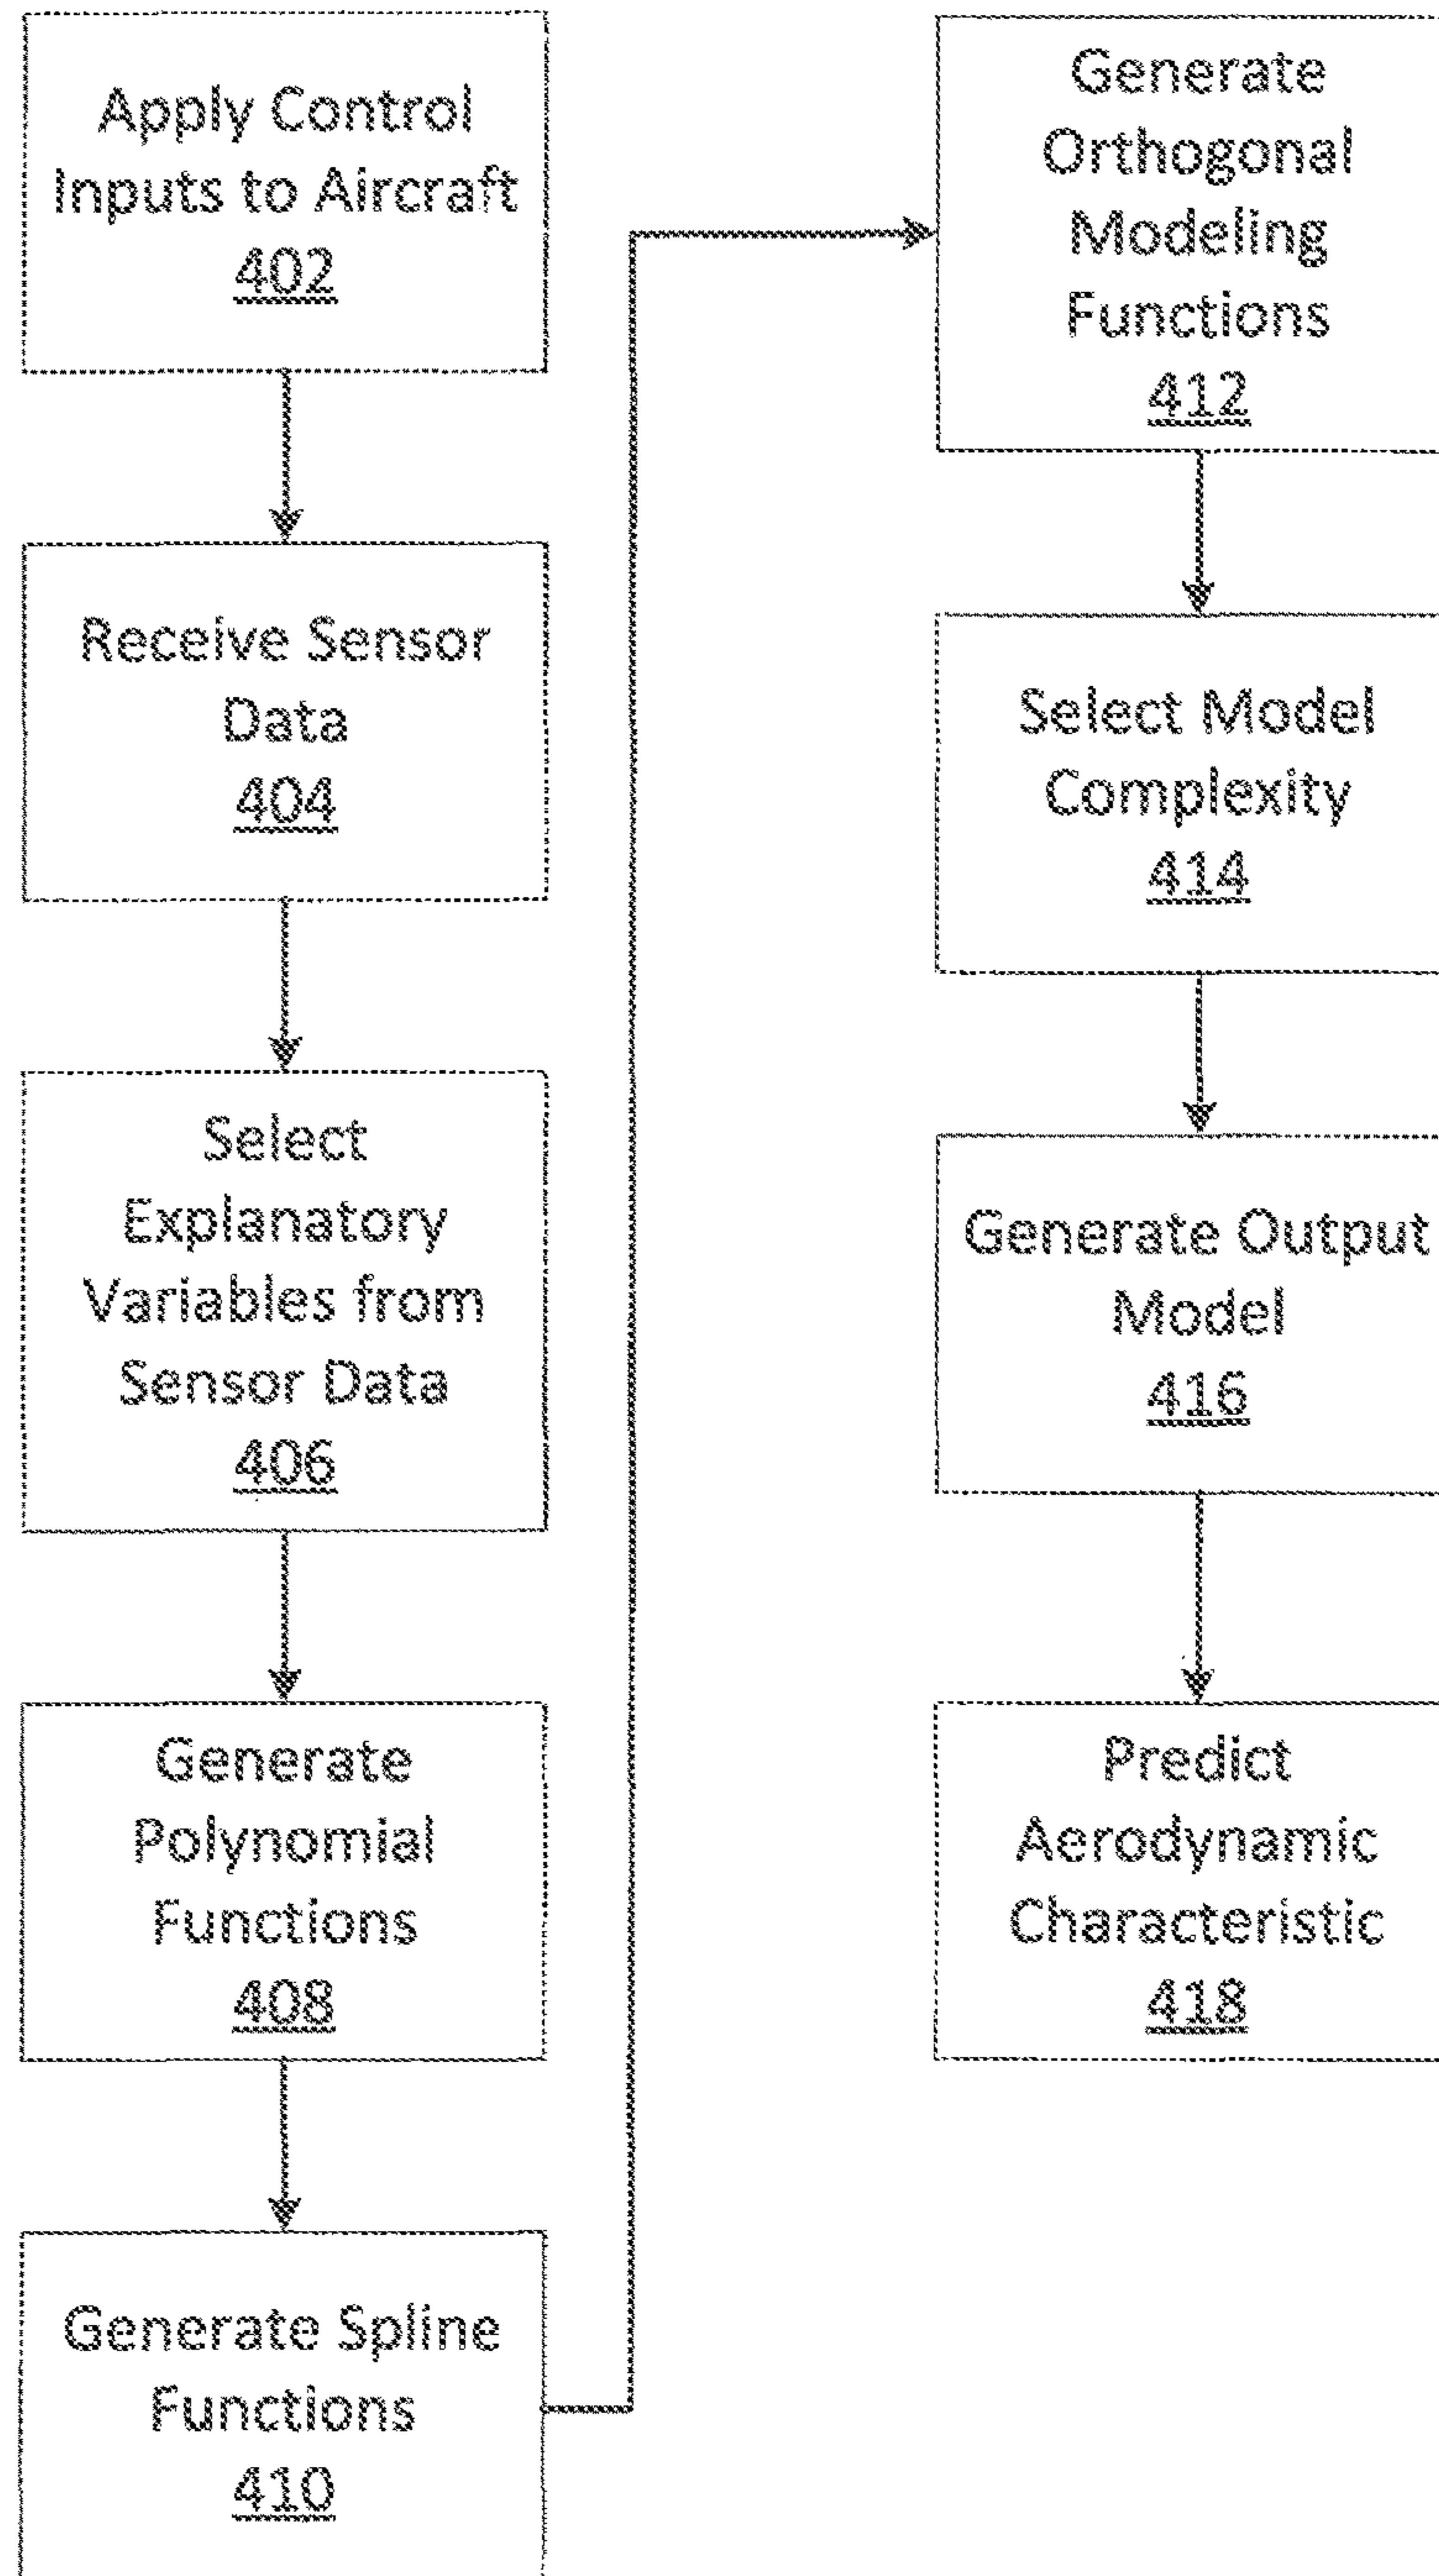 Apply Control
Inputs to Aircraft
402
Receive Sensor
Data
404
Select
Explanatory
Variables from
Sensor Data
406
Generate
Polynomial
Functions
408
Generate Spline
Functions
410
Generate
Orthogonal
Modeling
Functions
412
Select Model
Complexity
414
Generate Output
Model
416
Predict
Aerodynamic
Characteristic
418